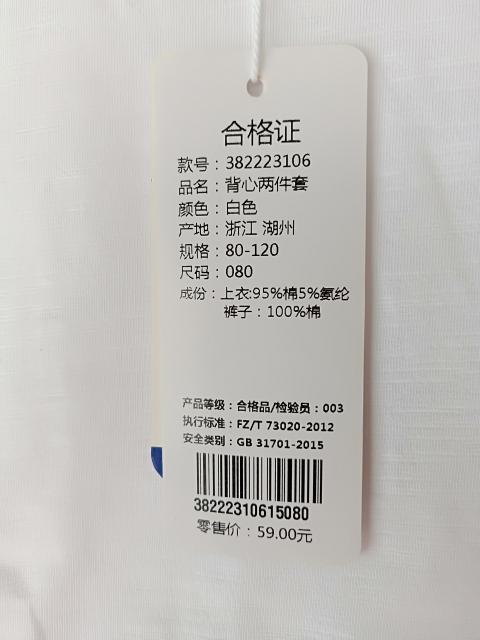 合格证
款号：382223106
品名：背心两件套
颜色：白色
产地：浙江 湖州
规格：80-120
尺码：080
成份：上衣:95%棉5%氨纶
裤子：100%棉
产品等级：合格品/检验员：003
执行标准：FZ/T 73020-2012
安全类别：GB 31701-2015
38222310615080
零售价：59.00元